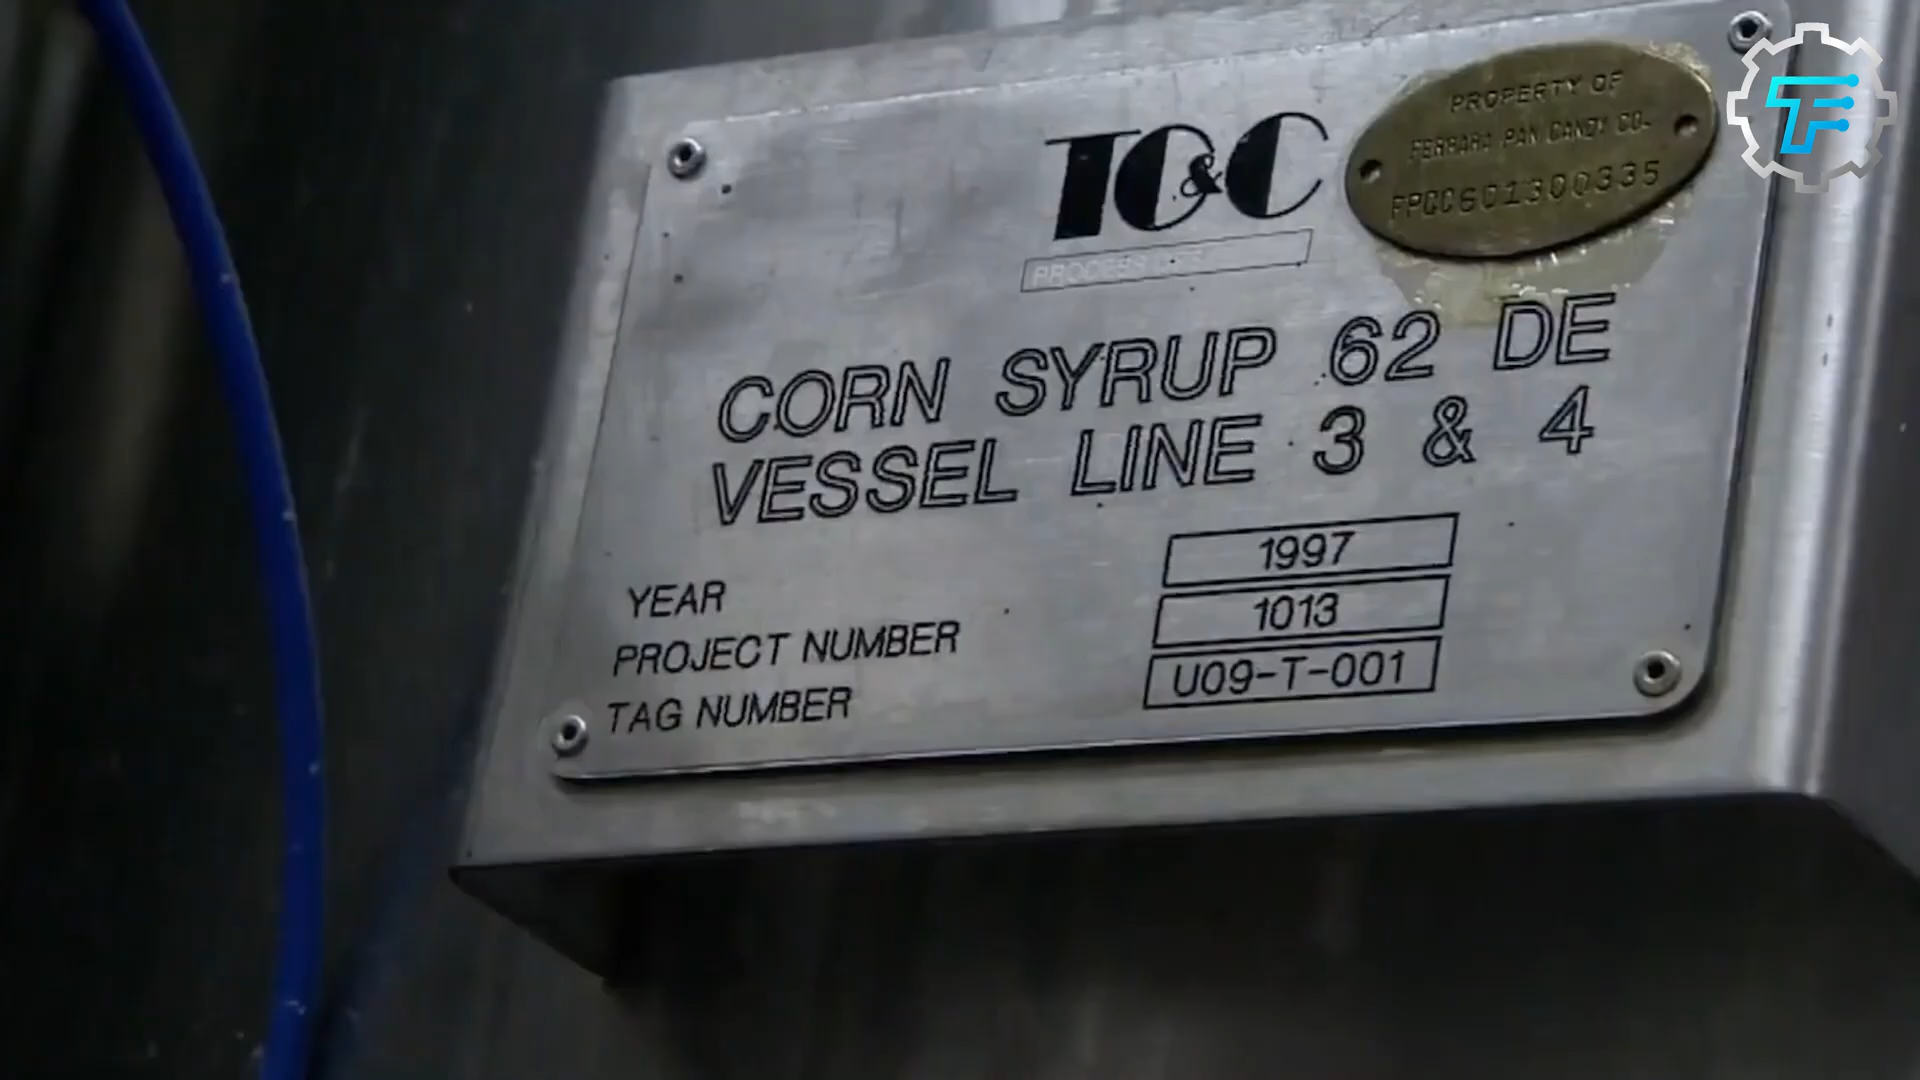 TC&C
PROCESS
PROPERTY OF
FERRARA PAN CANDY CO.
FPCC601300335
TF
CORN SYRUP 62 DE
VESSEL LINE 3 & 4
YEAR 1997
PROJECT NUMBER 1013
TAG NUMBER U09-T-001